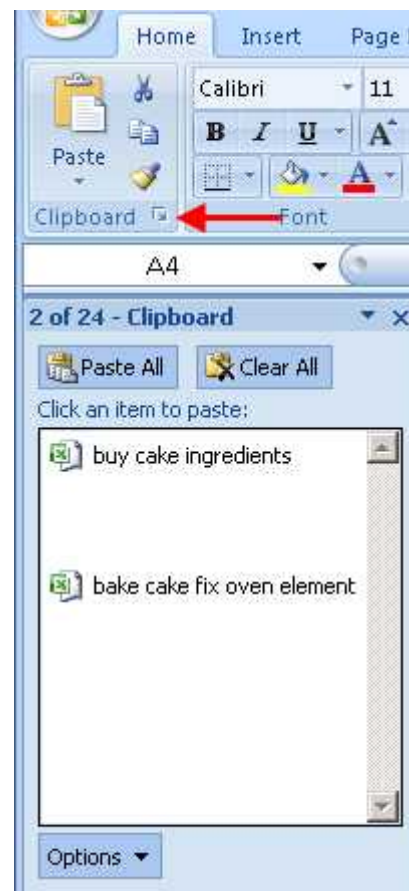 Home Insert Page
Calibri 11
B I U A
Paste
A
Clipboard Font
A4
2 of 24 - Clipboard
Paste All Clear All
Click an item to paste:
buy cake ingredients
bake cake fix oven element
Options